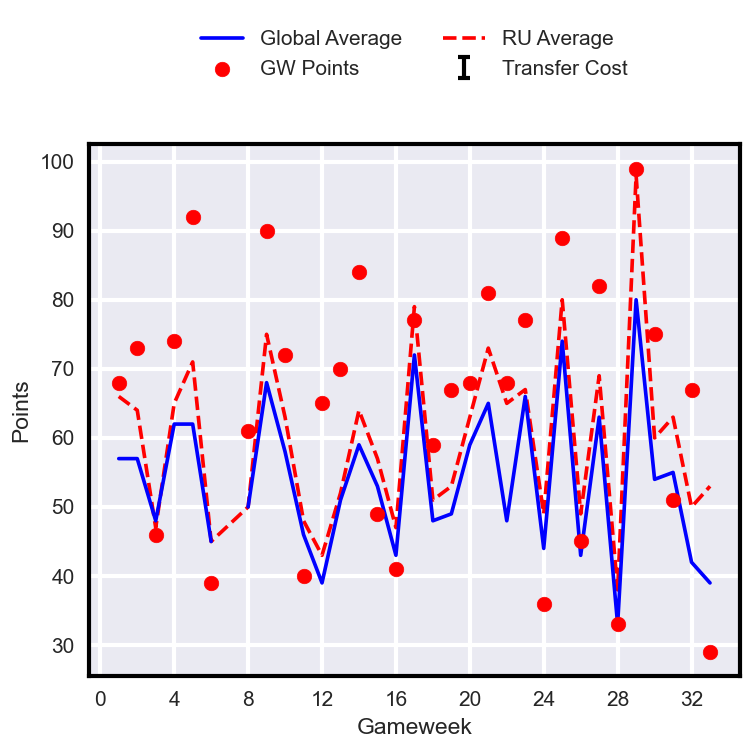 Global Average
RU Average
GW Points
Transfer Cost
100
90
80
70
60
50
40
30
Points
0 4 8 12 16 20 24 28 32
Gameweek